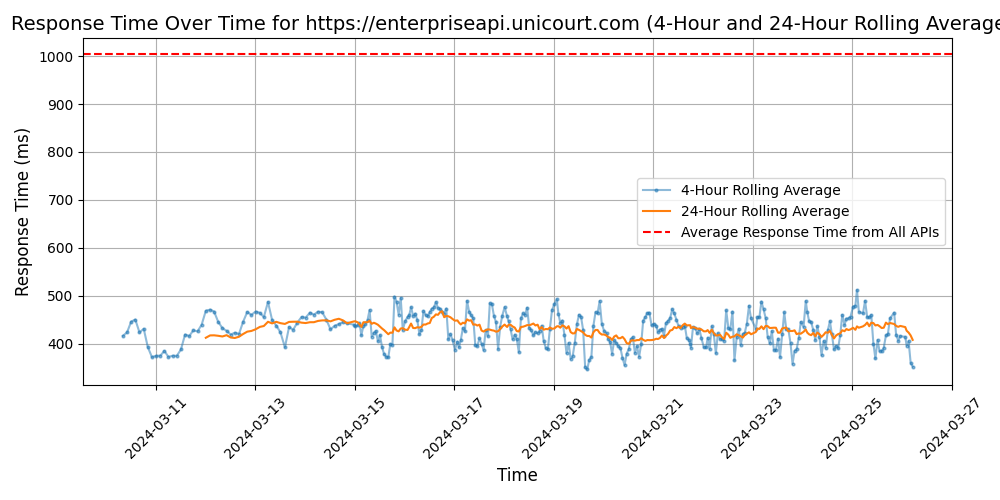 Response Time Over Time for https://enterpriseapi.unicourt.com (4-Hour and 24-Hour Rolling Average
Response Time (ms)
1000
900
800
700
600
500
400
4-Hour Rolling Average
24-Hour Rolling Average
Average Response Time from All APIs
2024-03-11
2024-03-13
2024-03-15
2024-03-17
2024-03-19
2024-03-21
2024-03-23
2024-03-25
2024-03-27
Time